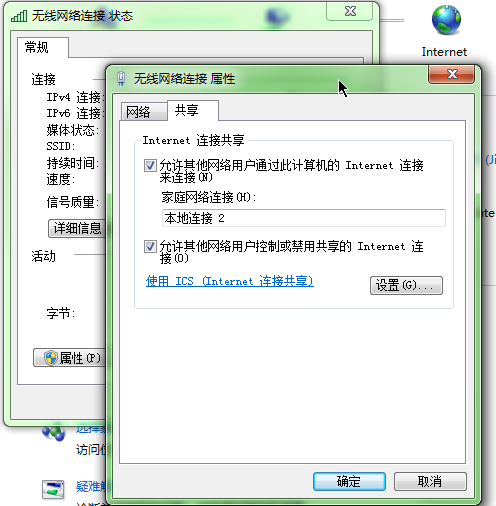 无线网络连接 状态
常规
连接
IPv4 连接:
IPv6 连接:
媒体状态:
SSID:
持续时间:
速度:
信号质量:
详细信息
活动
字节:
属性(P)
Internet
无线网络连接 属性
网络
共享
Internet 连接共享
允许其他网络用户通过此计算机的 Internet 连接
来连接(N)
家庭网络连接(H):
本地连接 2
允许其他网络用户控制或禁用共享的 Internet 连
接(O)
使用 ICS (Internet 连接共享)
设置(G)...
确定
取消
访问
疑难解